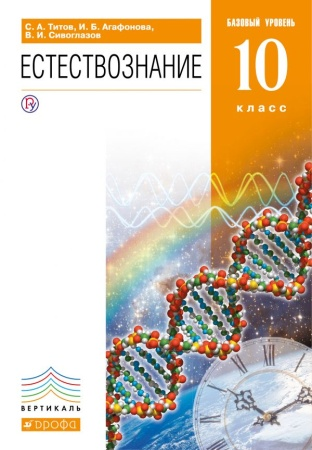 С. А. Титов, И. Б. Агафонова,
В. И. Сивоглазов
БАЗОВЫЙ УРОВЕНЬ
ЕСТЕСТВОЗНАНИЕ
10
класс
ВЕРТИКАЛЬ
дрофа